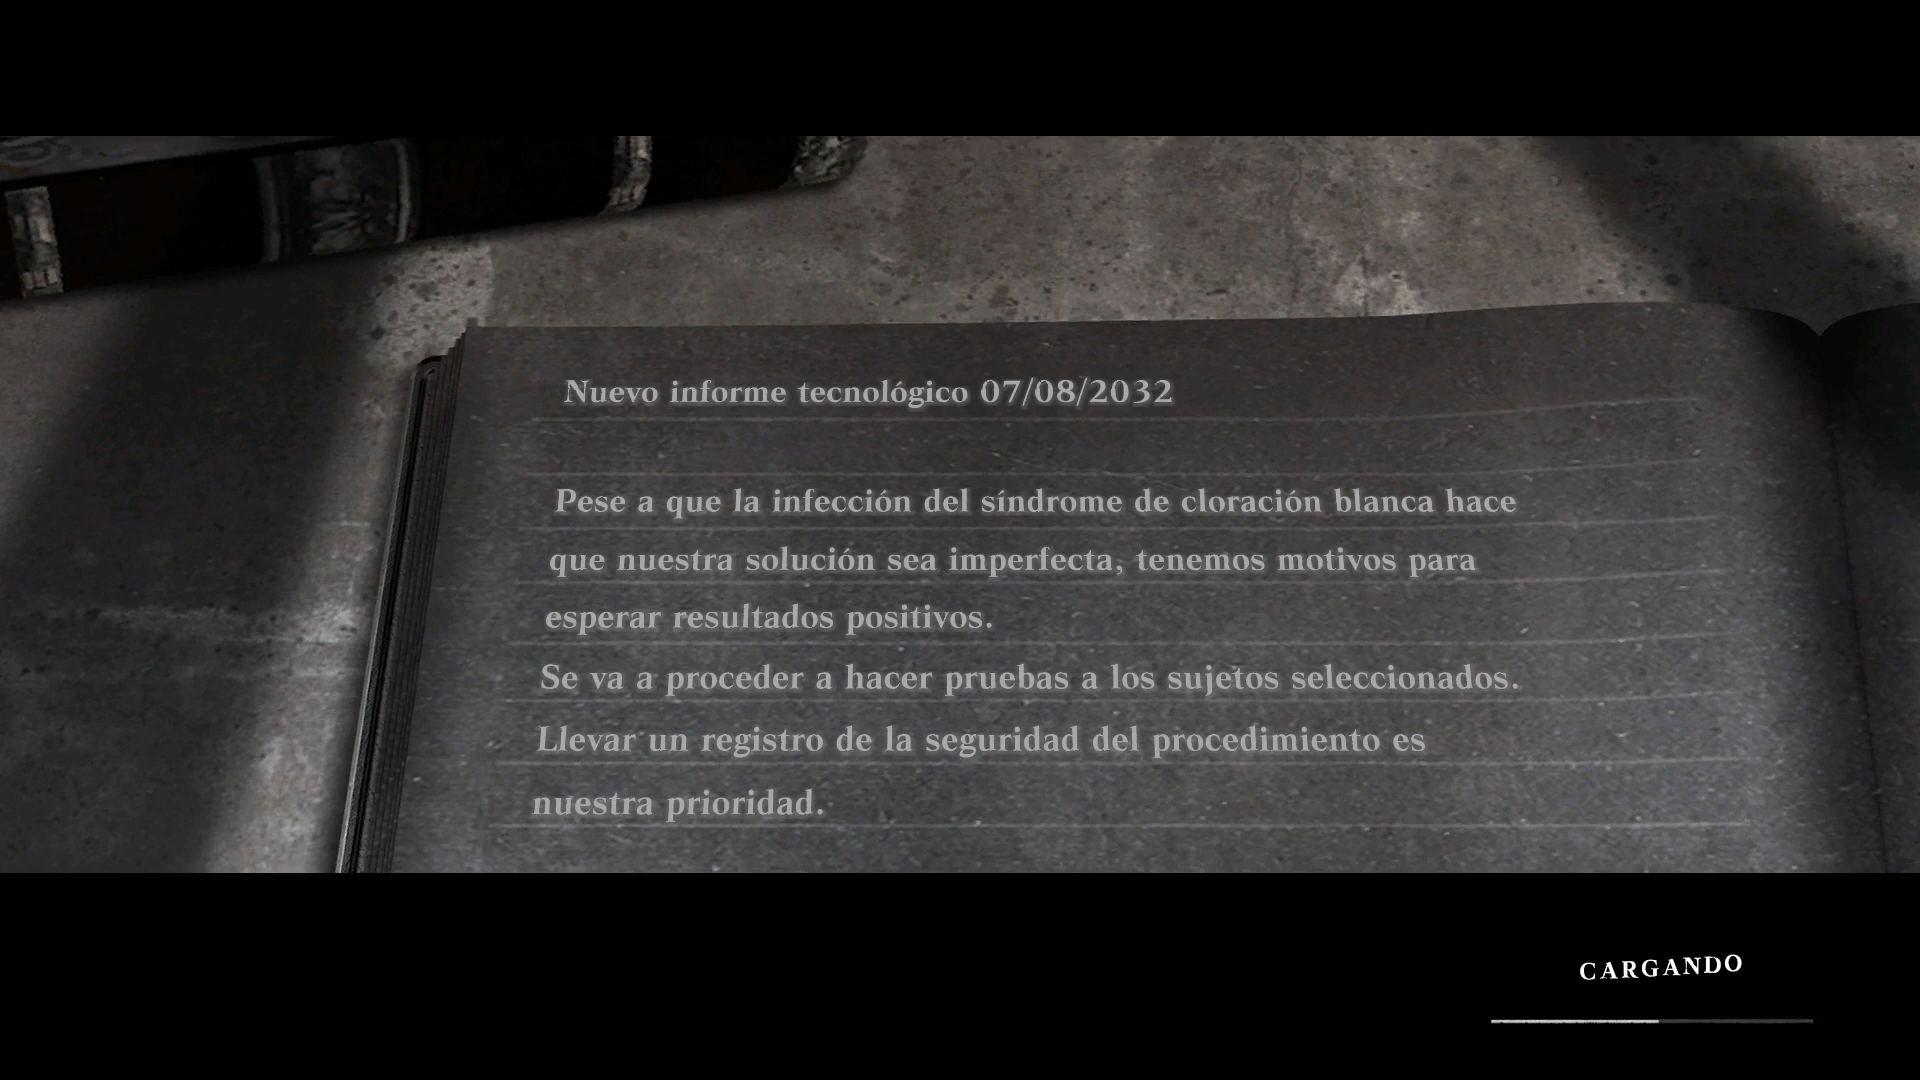 Nuevo informe tecnológico 07/08/2032
Pese a que la infección del síndrome de cloración blanca hace
que nuestra solución sea imperfecta, tenemos motivos para
esperar resultados positivos.
Se va a proceder a hacer pruebas a los sujetos seleccionados.
Llevar un registro de la seguridad del procedimiento es
nuestra prioridad.
CARGANDO